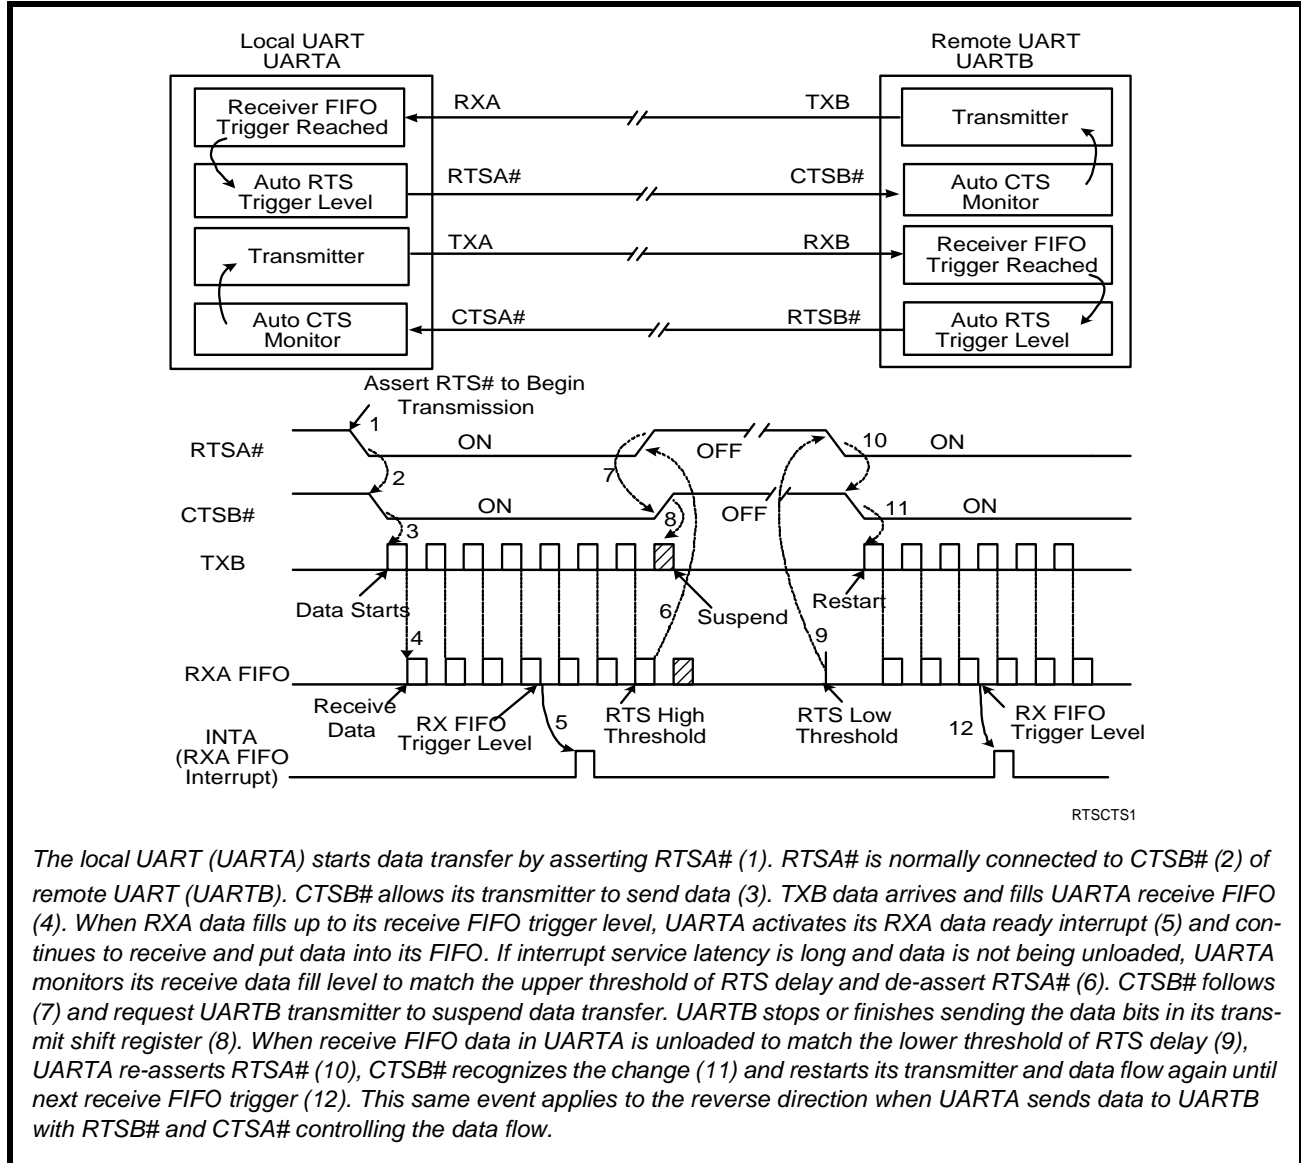 Local UART
UARTA
Remote UART
UARTB
Receiver FIFO
Trigger Reached
RXA
TXB
Transmitter
Auto RTS
Trigger Level
RTSA#
CTSB#
Auto CTS
Monitor
Transmitter
TXA
RXB
Receiver FIFO
Trigger Reached
Auto CTS
Monitor
CTSA#
RTSB#
Auto RTS
Trigger Level
Assert RTS# to Begin
Transmission
RTSA#
1
ON
OFF
10
ON
2
7
CTSB#
ON
8
OFF
11
ON
3
TXB
Data Starts
6
Suspend
Restart
4
9
RXA FIFO
Receive
Data
RX FIFO
Trigger Level
5
RTS High
Threshold
RTS Low
Threshold
12
RX FIFO
Trigger Level
INTA
(RXA FIFO
Interrupt)
RTSCTS1
The local UART (UARTA) starts data transfer by asserting RTSA# (1). RTSA# is normally connected to CTSB# (2) of
remote UART (UARTB). CTSB# allows its transmitter to send data (3). TXB data arrives and fills UARTA receive FIFO
(4). When RXA data fills up to its receive FIFO trigger level, UARTA activates its RXA data ready interrupt (5) and con-
tinues to receive and put data into its FIFO. If interrupt service latency is long and data is not being unloaded, UARTA
monitors its receive data fill level to match the upper threshold of RTS delay and de-assert RTSA# (6). CTSB# follows
(7) and request UARTB transmitter to suspend data transfer. UARTB stops or finishes sending the data bits in its trans-
mit shift register (8). When receive FIFO data in UARTA is unloaded to match the lower threshold of RTS delay (9),
UARTA re-asserts RTSA# (10), CTSB# recognizes the change (11) and restarts its transmitter and data flow again until
next receive FIFO trigger (12). This same event applies to the reverse direction when UARTA sends data to UARTB
with RTSB# and CTSA# controlling the data flow.